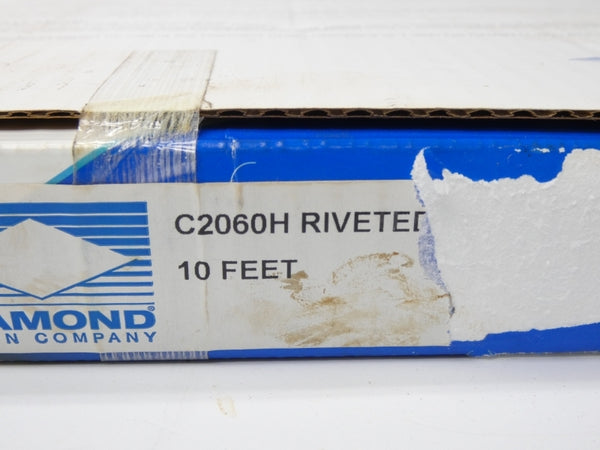 C2060H RIVETED
10 FEET
AMOND®
N COMPANY